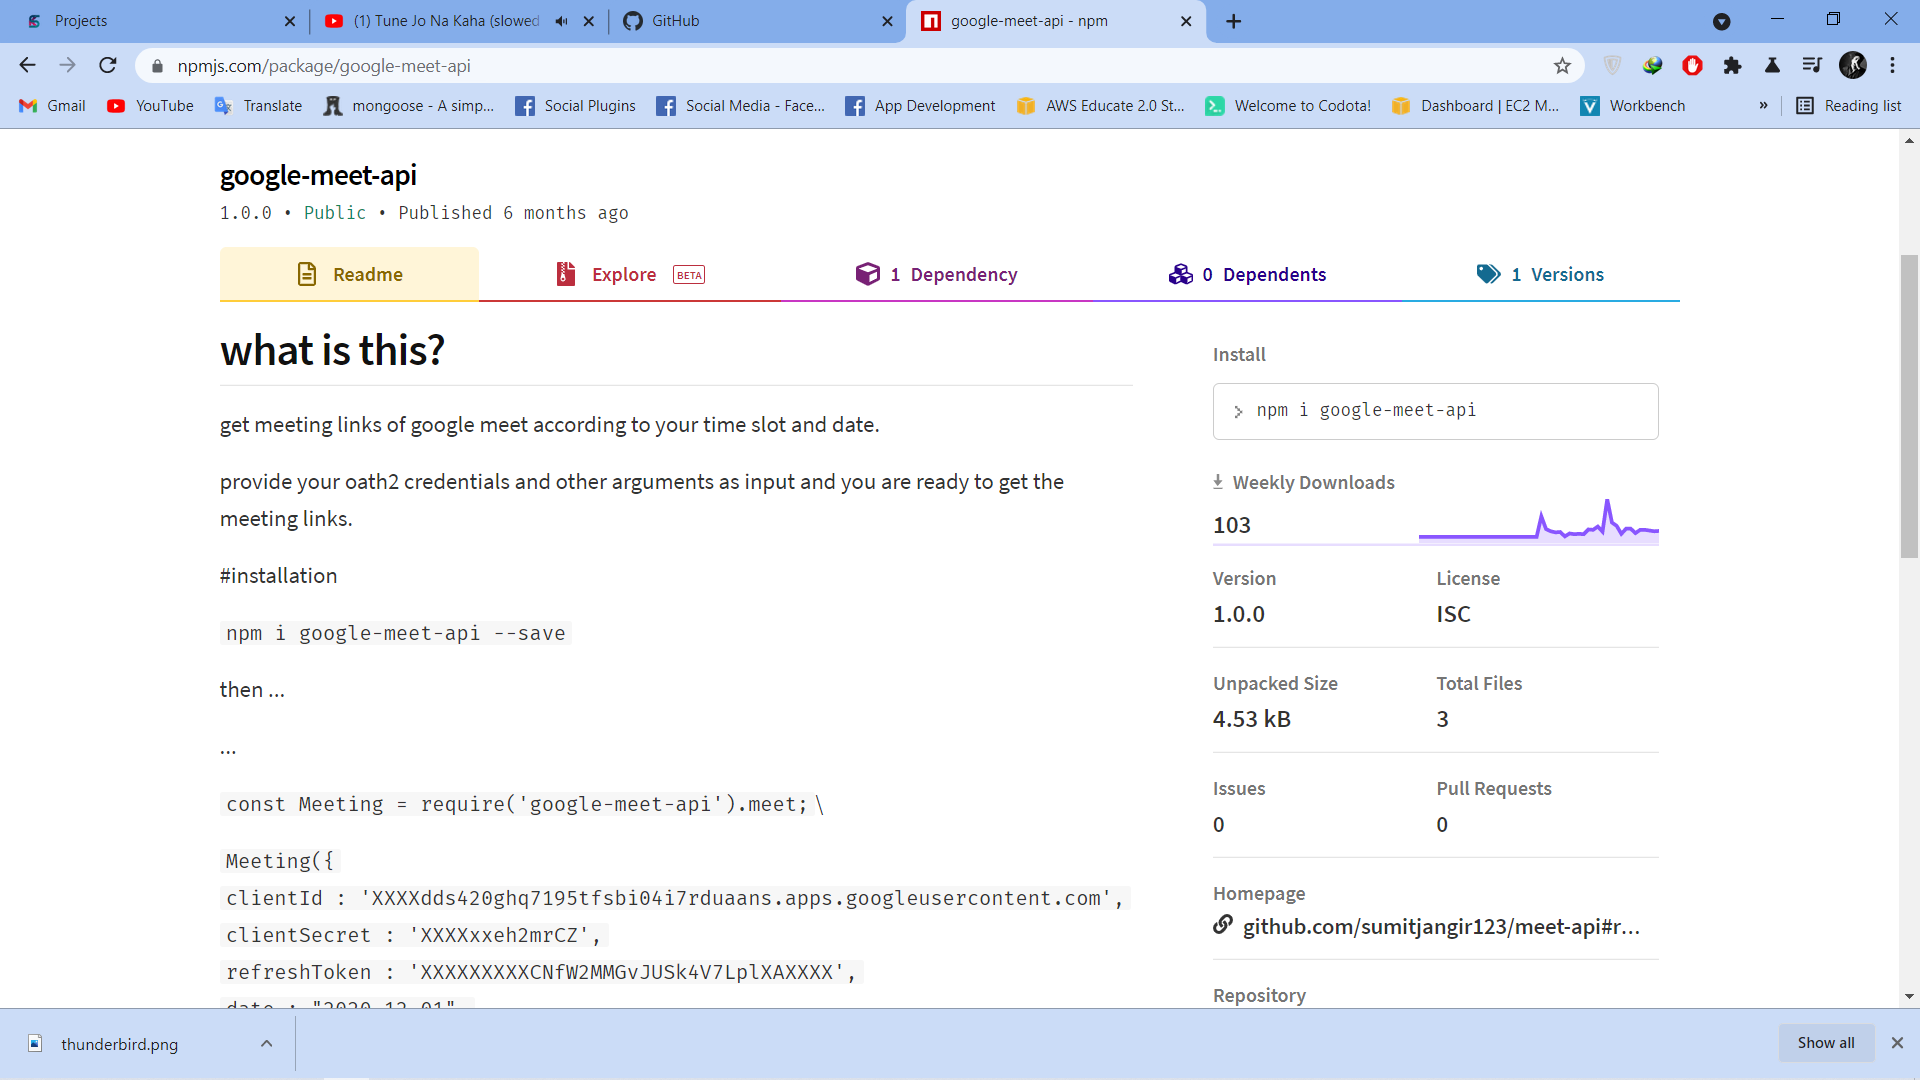 Projects
(1) Tune Jo Na Kaha (slowed
GitHub
google-meet-api - npm
npmjs.com/package/google-meet-api
Gmail
YouTube
Translate
mongoose - A simp...
Social Plugins
Social Media - Face...
App Development
AWS Educate 2.0 St...
Welcome to Codota!
Dashboard | EC2 M...
Workbench
»
Reading list
google-meet-api
1.0.0 • Public • Published 6 months ago
Readme
Explore BETA
1 Dependency
0 Dependents
1 Versions
what is this?
get meeting links of google meet according to your time slot and date.
provide your oath2 credentials and other arguments as input and you are ready to get the
meeting links.
#installation
npm i google-meet-api --save
then ...
...
const Meeting = require('google-meet-api').meet;\
Meeting({
clientId : 'XXXXdds420ghq7195tfsbi04i7rduaans.apps.googleusercontent.com',
clientSecret : 'XXXXxxeh2mrCZ',
refreshToken : 'XXXXXXXXXCNfW2MMGvJUSk4V7LplXAXXXX',
date : "2020-12-01",
Install
> npm i google-meet-api
Weekly Downloads
103
Version
License
1.0.0
ISC
Unpacked Size
Total Files
4.53 kB
3
Issues
Pull Requests
0
0
Homepage
github.com/sumitjangir123/meet-api#r...
Repository
thunderbird.png
Show all